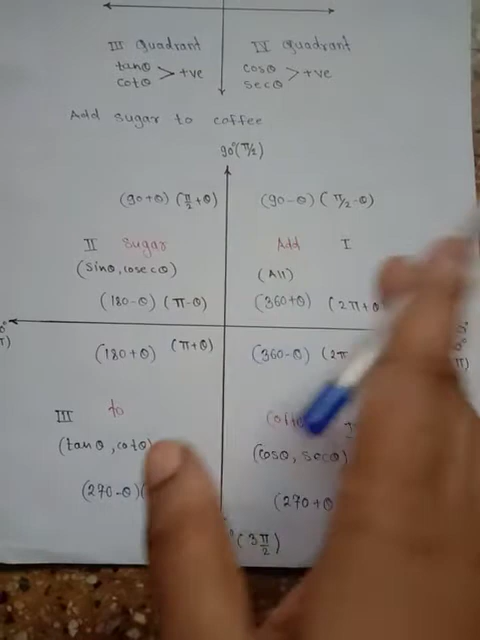 III quadrant IV quadrant
tanθ cotθ > +ve cosθ secθ > +ve
Add sugar to coffee
90°(π/2)
(90+θ) (π/2+θ) (90-θ) (π/2-θ)
II sugar Add I
(sinθ, cosecθ) (All)
(180-θ) (π-θ) (360+θ) (2π+θ
(180+θ) (π+θ) (360-θ) (2π
III to
(tanθ, cotθ) (cosθ, secθ)
(270-θ) (270+θ
(3π/2)